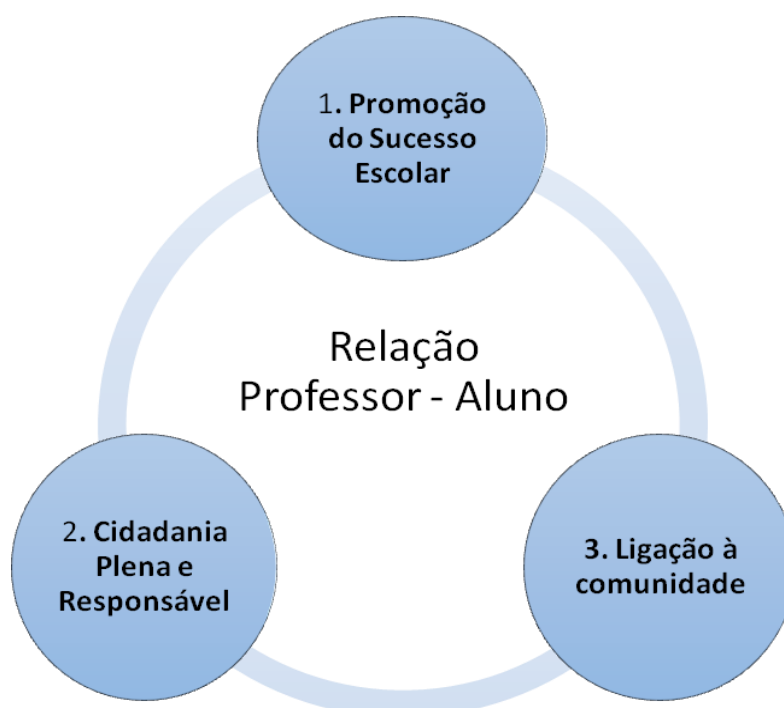 1. Promoção
do Sucesso
Escolar
Relação
Professor - Aluno
2. Cidadania
Plena e
Responsável
3. Ligação à
comunidade